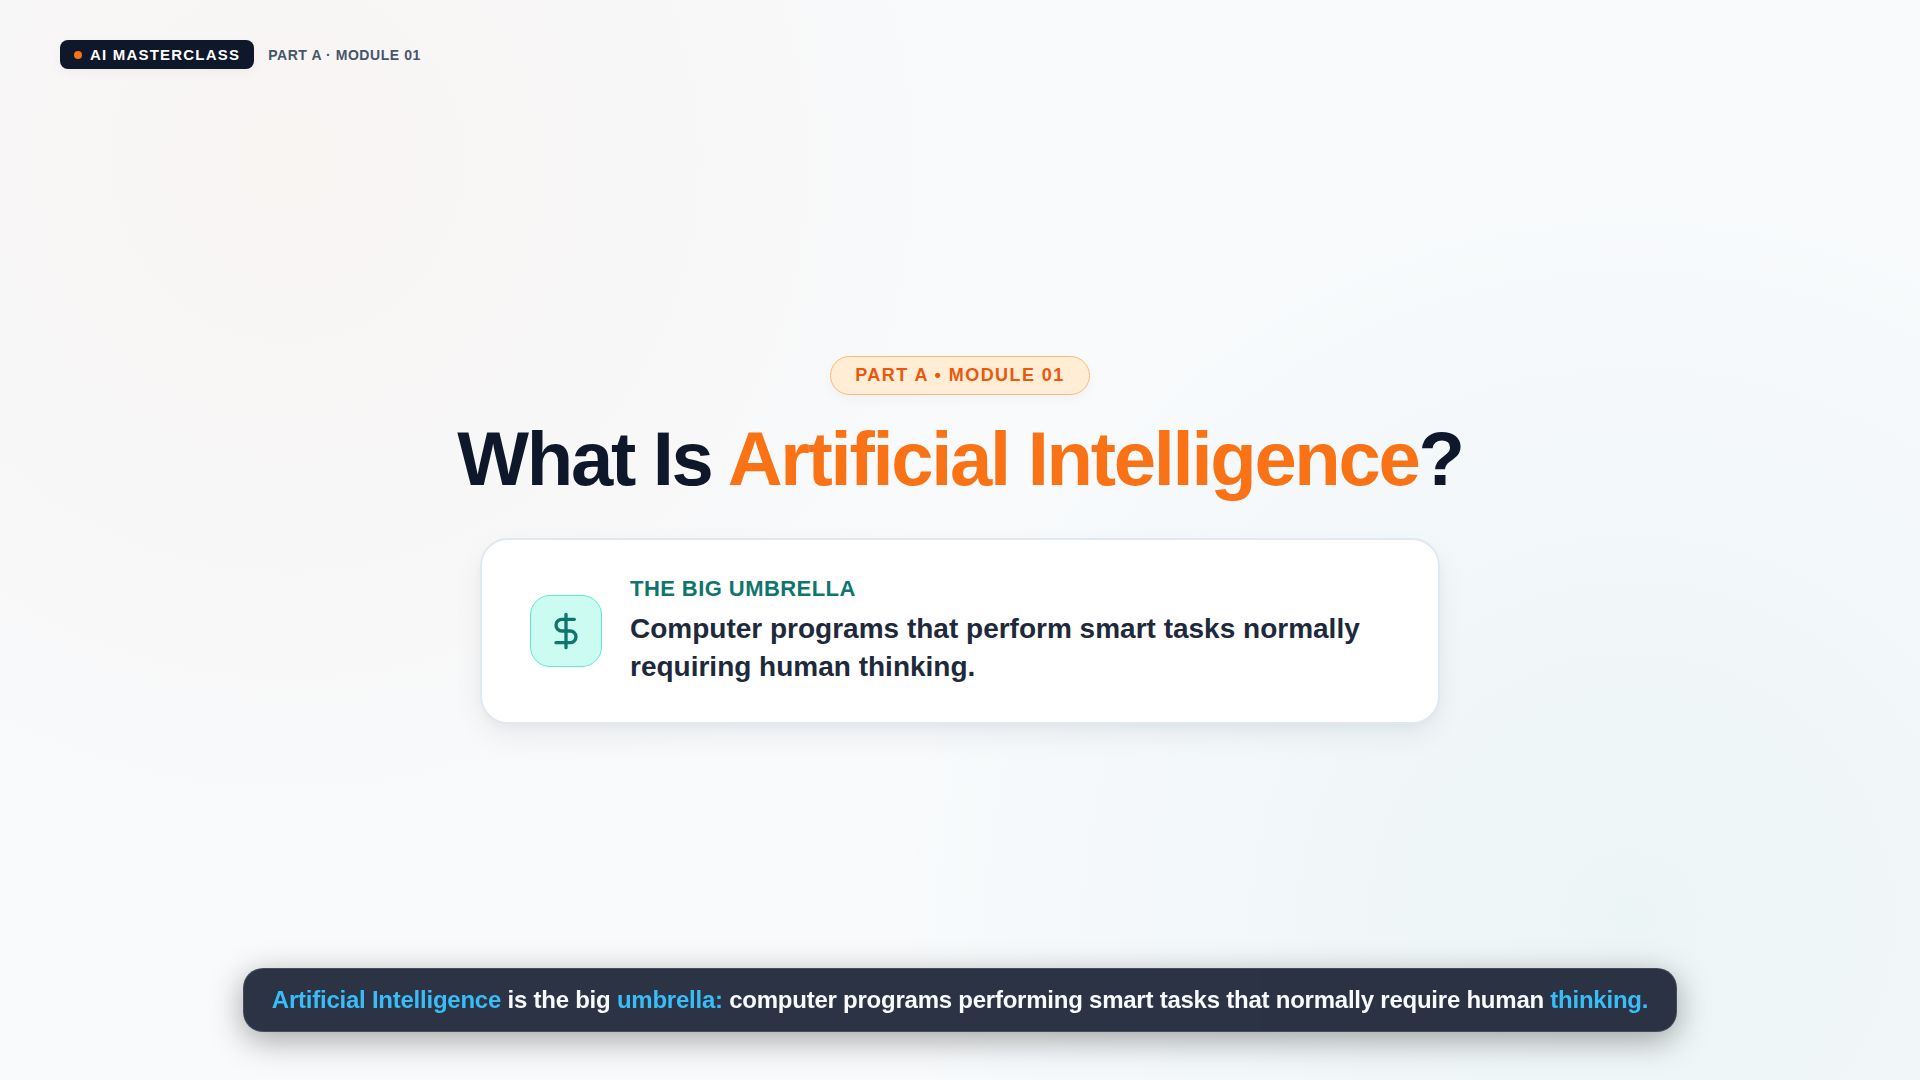 AI MASTERCLASS PART A · MODULE 01
PART A • MODULE 01
What Is Artificial Intelligence?
THE BIG UMBRELLA
$
Computer programs that perform smart tasks normally
requiring human thinking.
Artificial Intelligence is the big umbrella: computer programs performing smart tasks that normally require human thinking.